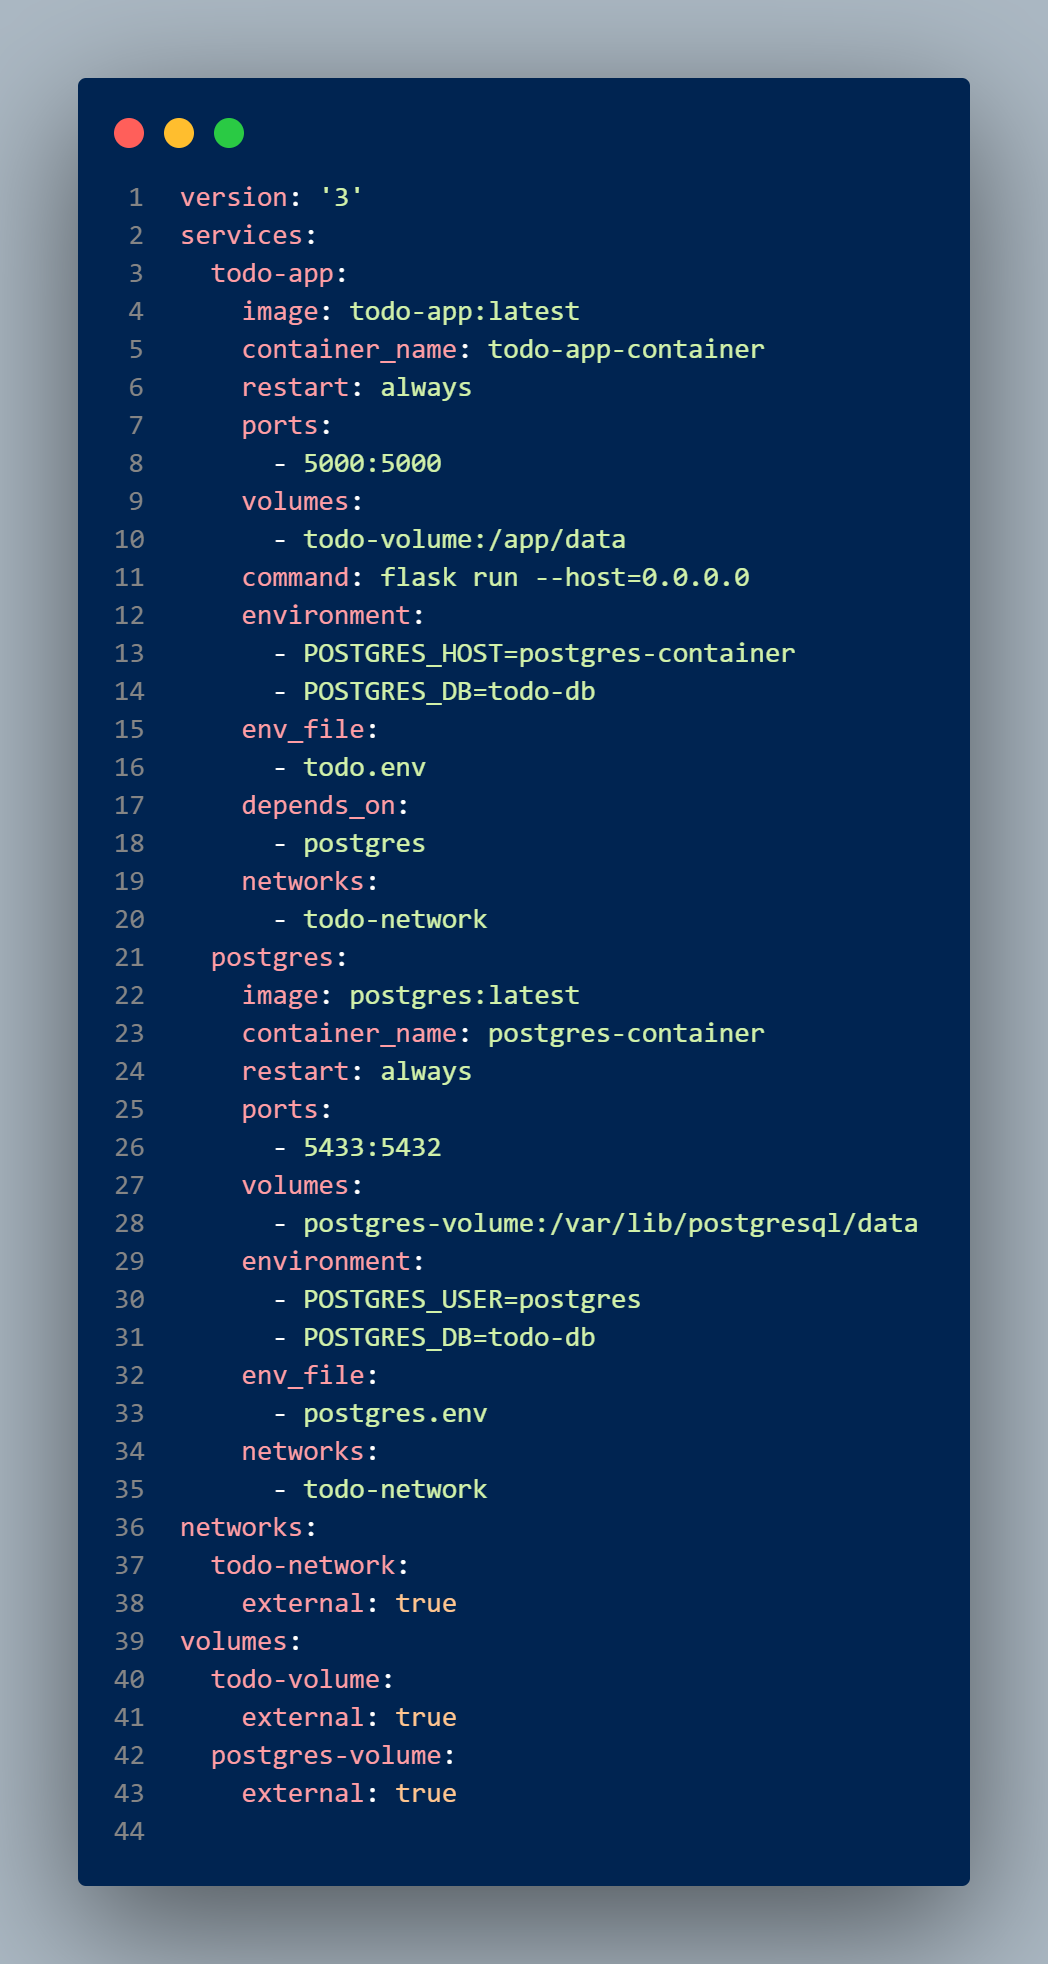 1 version: '3'
2 services:
3   todo-app:
4     image: todo-app:latest
5     container_name: todo-app-container
6     restart: always
7     ports:
8       - 5000:5000
9     volumes:
10       - todo-volume:/app/data
11     command: flask run --host=0.0.0.0
12     environment:
13       - POSTGRES_HOST=postgres-container
14       - POSTGRES_DB=todo-db
15     env_file:
16       - todo.env
17     depends_on:
18       - postgres
19     networks:
20       - todo-network
21   postgres:
22     image: postgres:latest
23     container_name: postgres-container
24     restart: always
25     ports:
26       - 5433:5432
27     volumes:
28       - postgres-volume:/var/lib/postgresql/data
29     environment:
30       - POSTGRES_USER=postgres
31       - POSTGRES_DB=todo-db
32     env_file:
33       - postgres.env
34     networks:
35       - todo-network
36 networks:
37   todo-network:
38     external: true
39 volumes:
40   todo-volume:
41     external: true
42   postgres-volume:
43     external: true
44